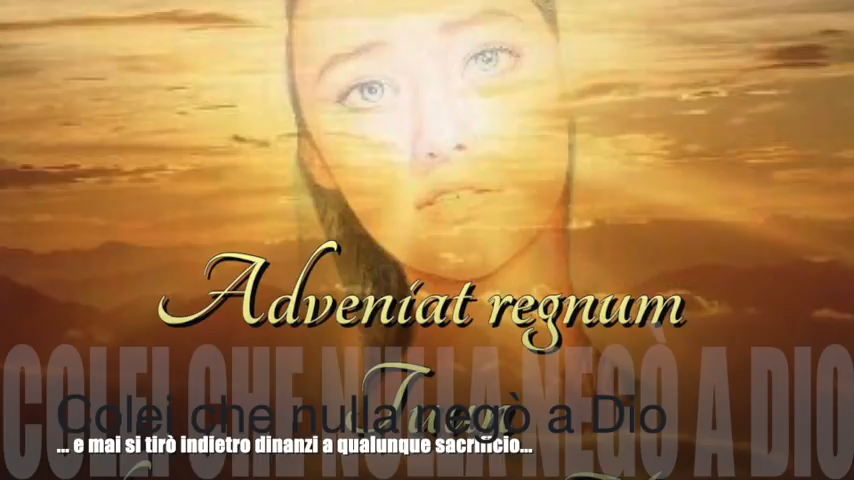 Adveniat regnum
Tuum
COLEI CHE NULLA NEGÒ A DIO
Colei che nulla negò a Dio
... e mai si tirò indietro dinanzi a qualunque sacrificio...